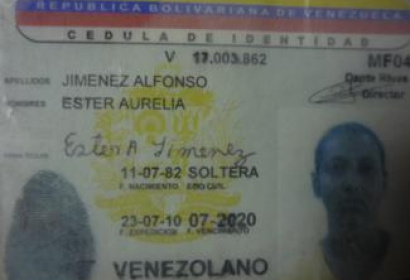 REPUBLICA BOLIVARIANA DE VENEZUELA
CEDULA DE IDENTIDAD
V 17.003.862
MF04
APELLIDOS JIMENEZ ALFONSO
Director
NOMBRES ESTER AURELIA
Ester A Jimenez
11-07-82 SOLTERA
F. NACIMIENTO EDO CIVIL
23-07-10 07-2020
F. EXPEDICION F. VENCIMIENTO
VENEZOLANO